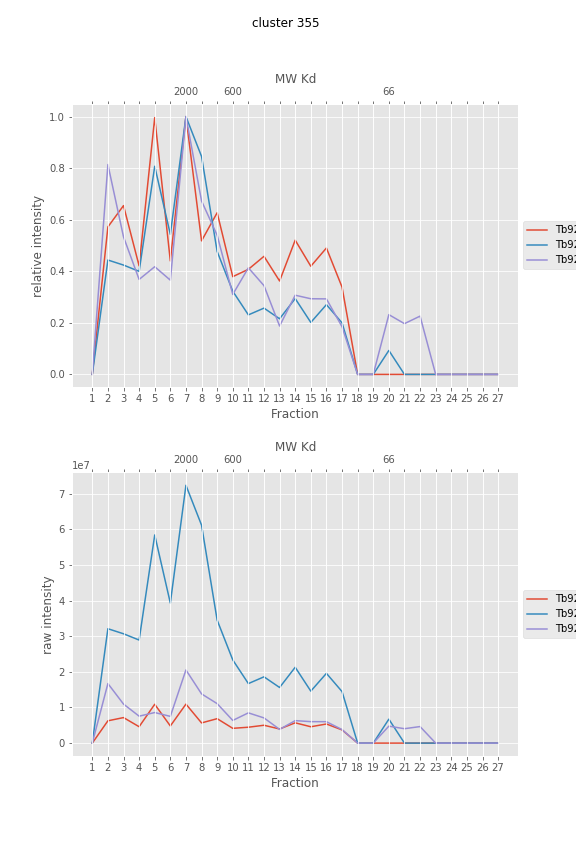 cluster 355
MW Kd
2000 600 66
1.0
0.8
0.6
0.4
0.2
0.0
relative intensity
Tb92
Tb92
Tb92
1 2 3 4 5 6 7 8 9 10 11 12 13 14 15 16 17 18 19 20 21 22 23 24 25 26 27
Fraction
MW Kd
2000 600 66
1e7
7
6
5
4
3
2
1
0
raw intensity
Tb92
Tb92
Tb92
1 2 3 4 5 6 7 8 9 10 11 12 13 14 15 16 17 18 19 20 21 22 23 24 25 26 27
Fraction